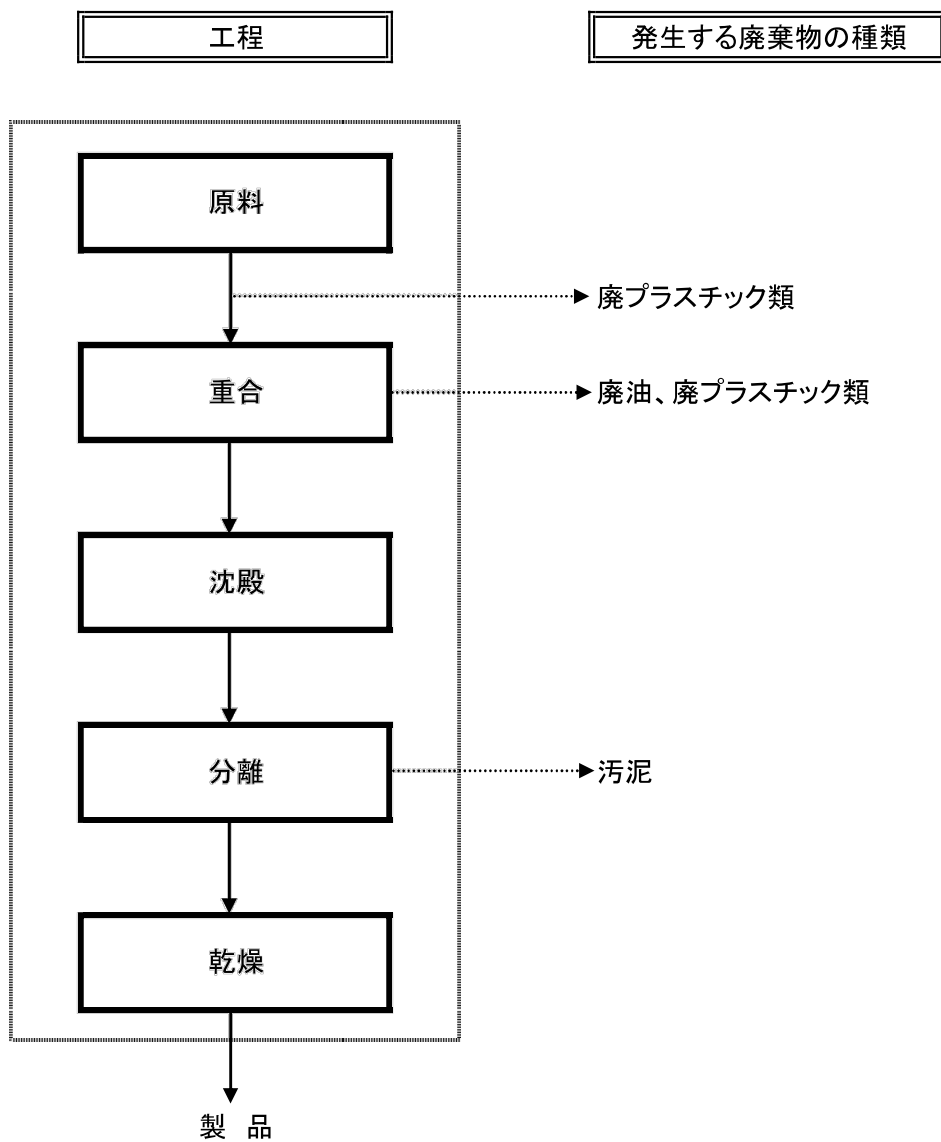 工程
発生する廃棄物の種類
原料
廃プラスチック類
重合
廃油、廃プラスチック類
沈殿
分離
汚泥
乾燥
製 品